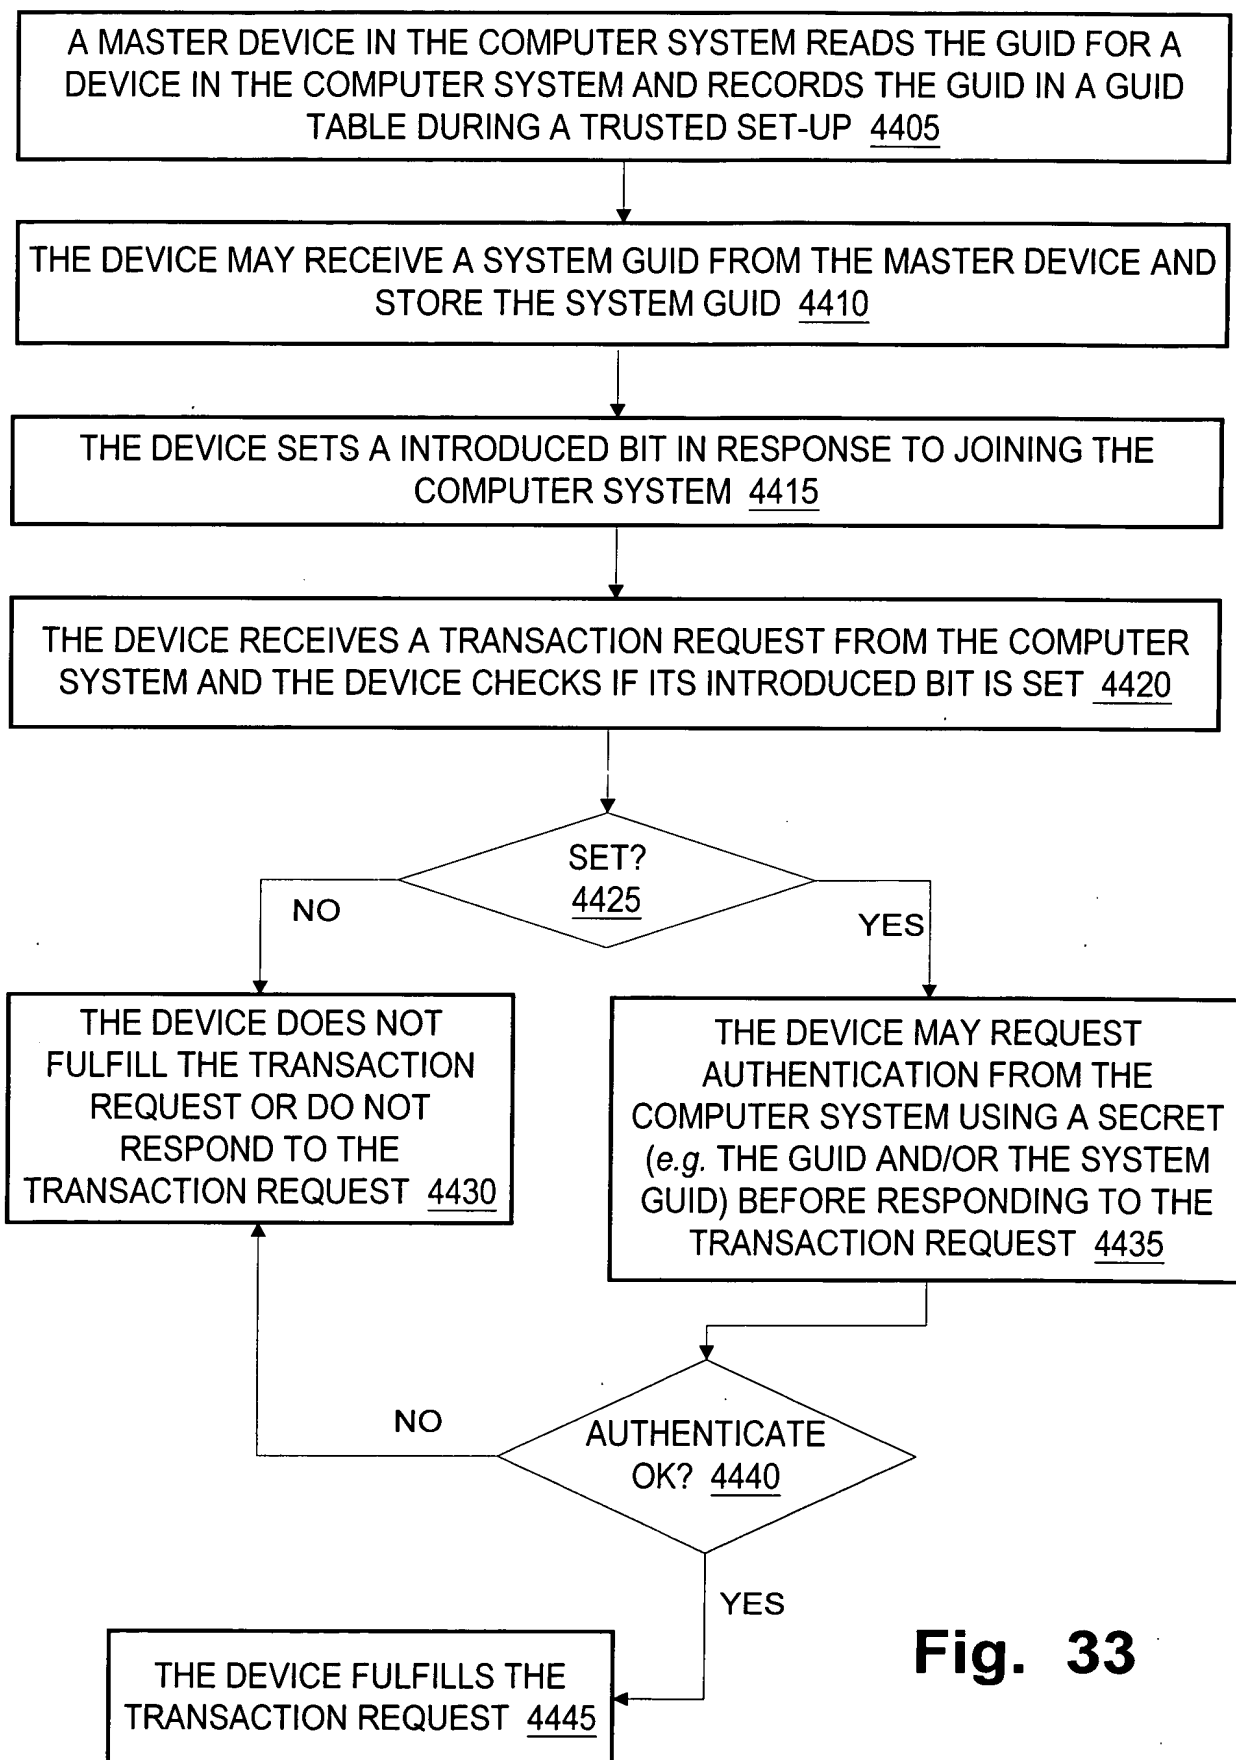 A MASTER DEVICE IN THE COMPUTER SYSTEM READS THE GUID FOR A
DEVICE IN THE COMPUTER SYSTEM AND RECORDS THE GUID IN A GUID
TABLE DURING A TRUSTED SET-UP 4405
THE DEVICE MAY RECEIVE A SYSTEM GUID FROM THE MASTER DEVICE AND
STORE THE SYSTEM GUID 4410
THE DEVICE SETS A INTRODUCED BIT IN RESPONSE TO JOINING THE
COMPUTER SYSTEM 4415
THE DEVICE RECEIVES A TRANSACTION REQUEST FROM THE COMPUTER
SYSTEM AND THE DEVICE CHECKS IF ITS INTRODUCED BIT IS SET 4420
SET?
4425
NO
YES
THE DEVICE DOES NOT
FULFILL THE TRANSACTION
REQUEST OR DO NOT
RESPOND TO THE
TRANSACTION REQUEST 4430
THE DEVICE MAY REQUEST
AUTHENTICATION FROM THE
COMPUTER SYSTEM USING A SECRET
(e.g. THE GUID AND/OR THE SYSTEM
GUID) BEFORE RESPONDING TO THE
TRANSACTION REQUEST 4435
NO
AUTHENTICATE
OK? 4440
YES
THE DEVICE FULFILLS THE
TRANSACTION REQUEST 4445
Fig. 33